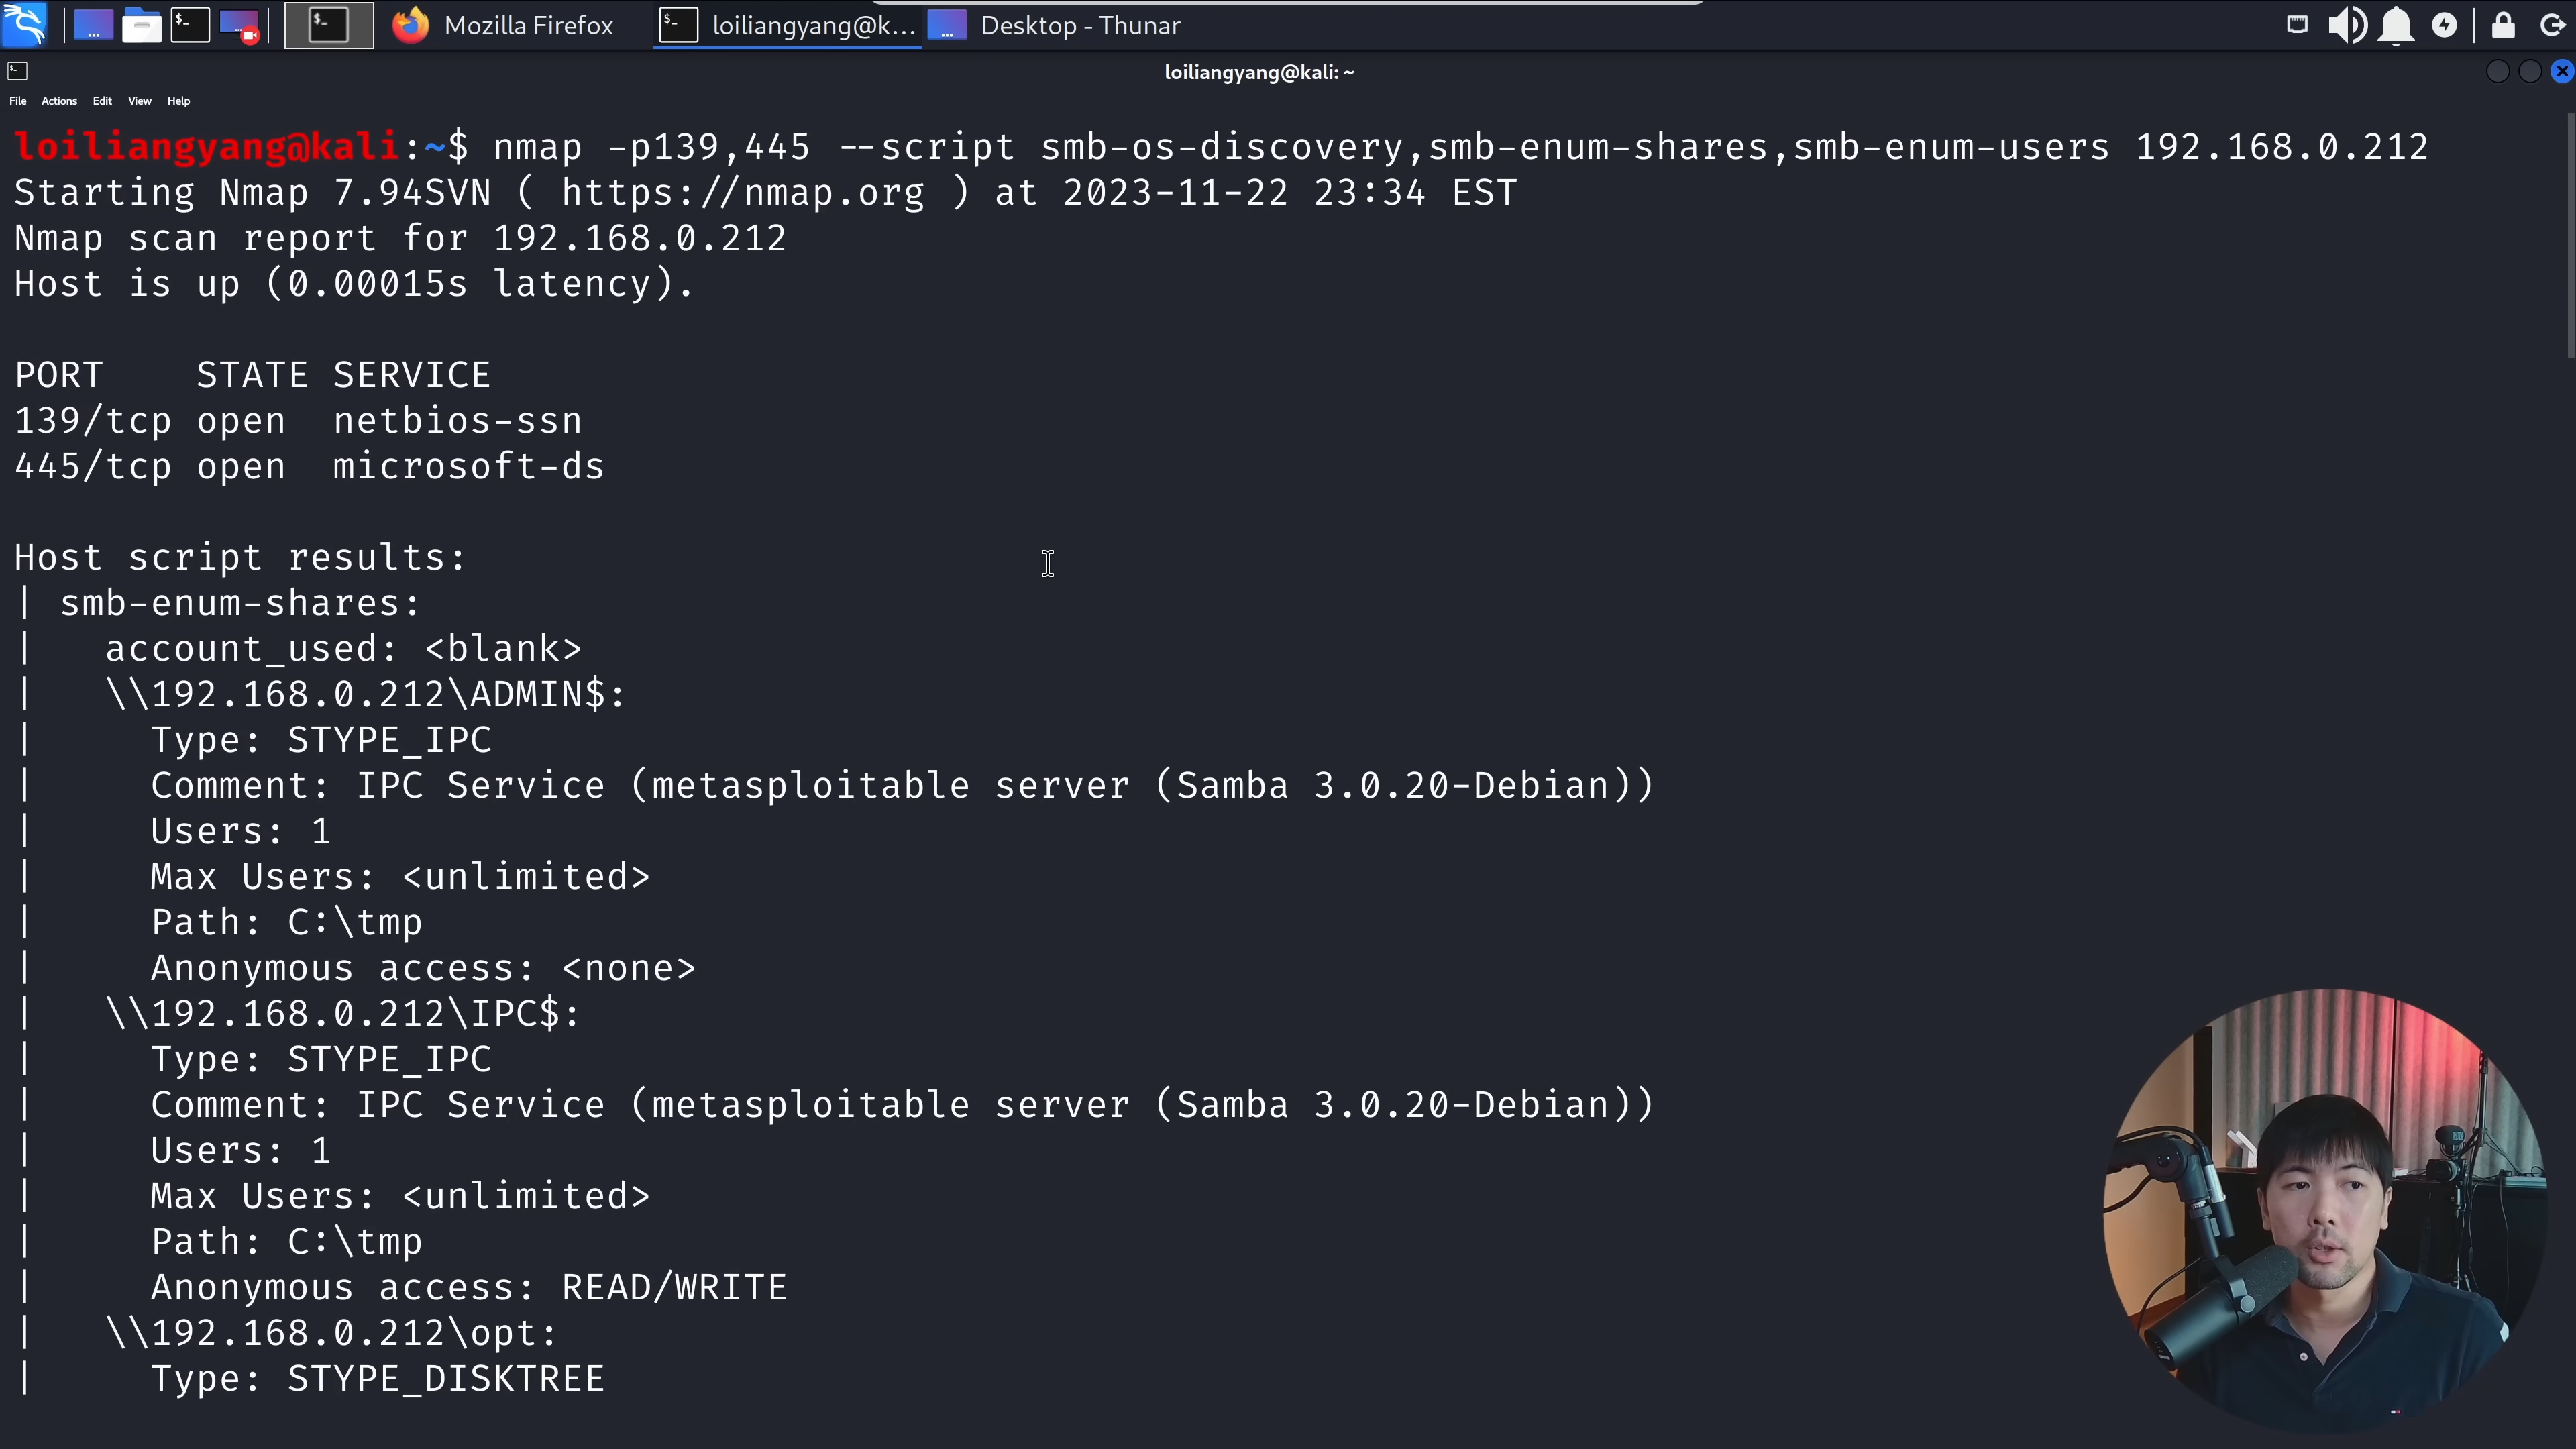 Mozilla Firefox
loiliangyang@k...
Desktop - Thunar
loiliangyang@kali: ~
File Actions Edit View Help
loiliangyang@kali:~$ nmap -p139,445 --script smb-os-discovery,smb-enum-shares,smb-enum-users 192.168.0.212
Starting Nmap 7.94SVN ( https://nmap.org ) at 2023-11-22 23:34 EST
Nmap scan report for 192.168.0.212
Host is up (0.00015s latency).
PORT    STATE SERVICE
139/tcp open  netbios-ssn
445/tcp open  microsoft-ds
Host script results:
| smb-enum-shares:
|   account_used: <blank>
|   \\192.168.0.212\ADMIN$:
|     Type: STYPE_IPC
|     Comment: IPC Service (metasploitable server (Samba 3.0.20-Debian))
|     Users: 1
|     Max Users: <unlimited>
|     Path: C:\tmp
|     Anonymous access: <none>
|   \\192.168.0.212\IPC$:
|     Type: STYPE_IPC
|     Comment: IPC Service (metasploitable server (Samba 3.0.20-Debian))
|     Users: 1
|     Max Users: <unlimited>
|     Path: C:\tmp
|     Anonymous access: READ/WRITE
|   \\192.168.0.212\opt:
|     Type: STYPE_DISKTREE